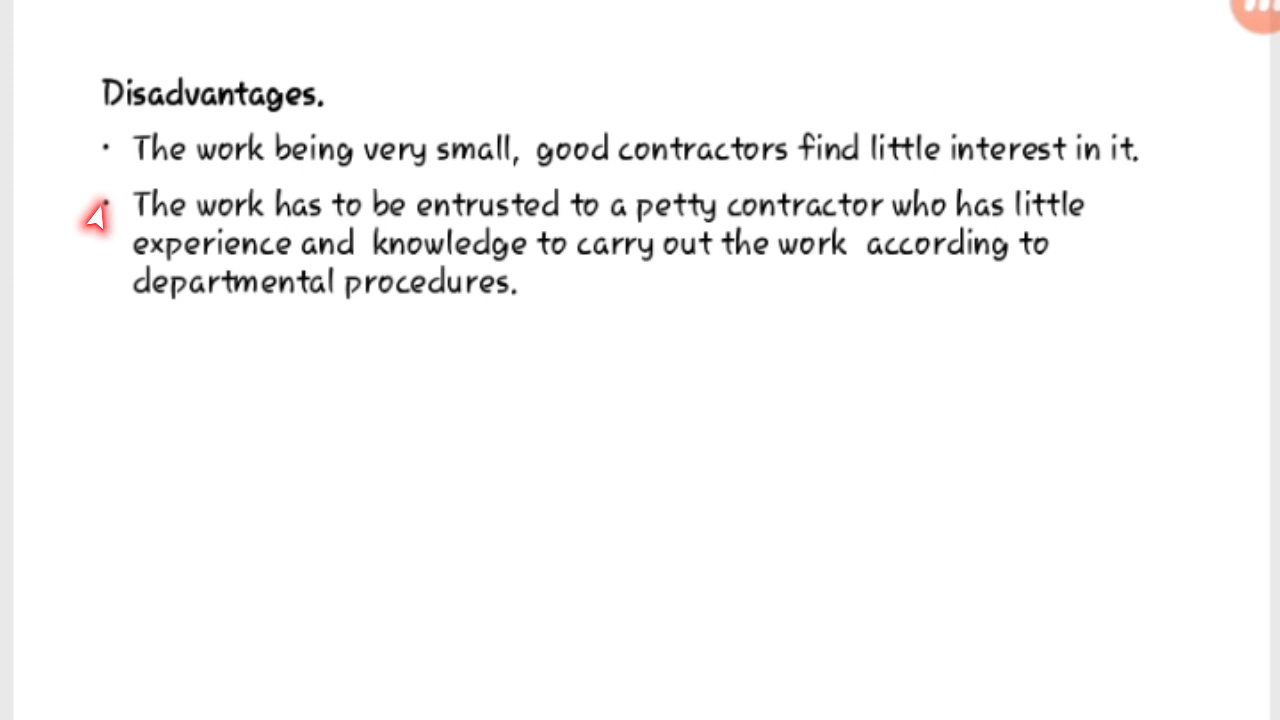 Disadvantages.
• The work being very small, good contractors find little interest in it.
• The work has to be entrusted to a petty contractor who has little
experience and knowledge to carry out the work according to
departmental procedures.